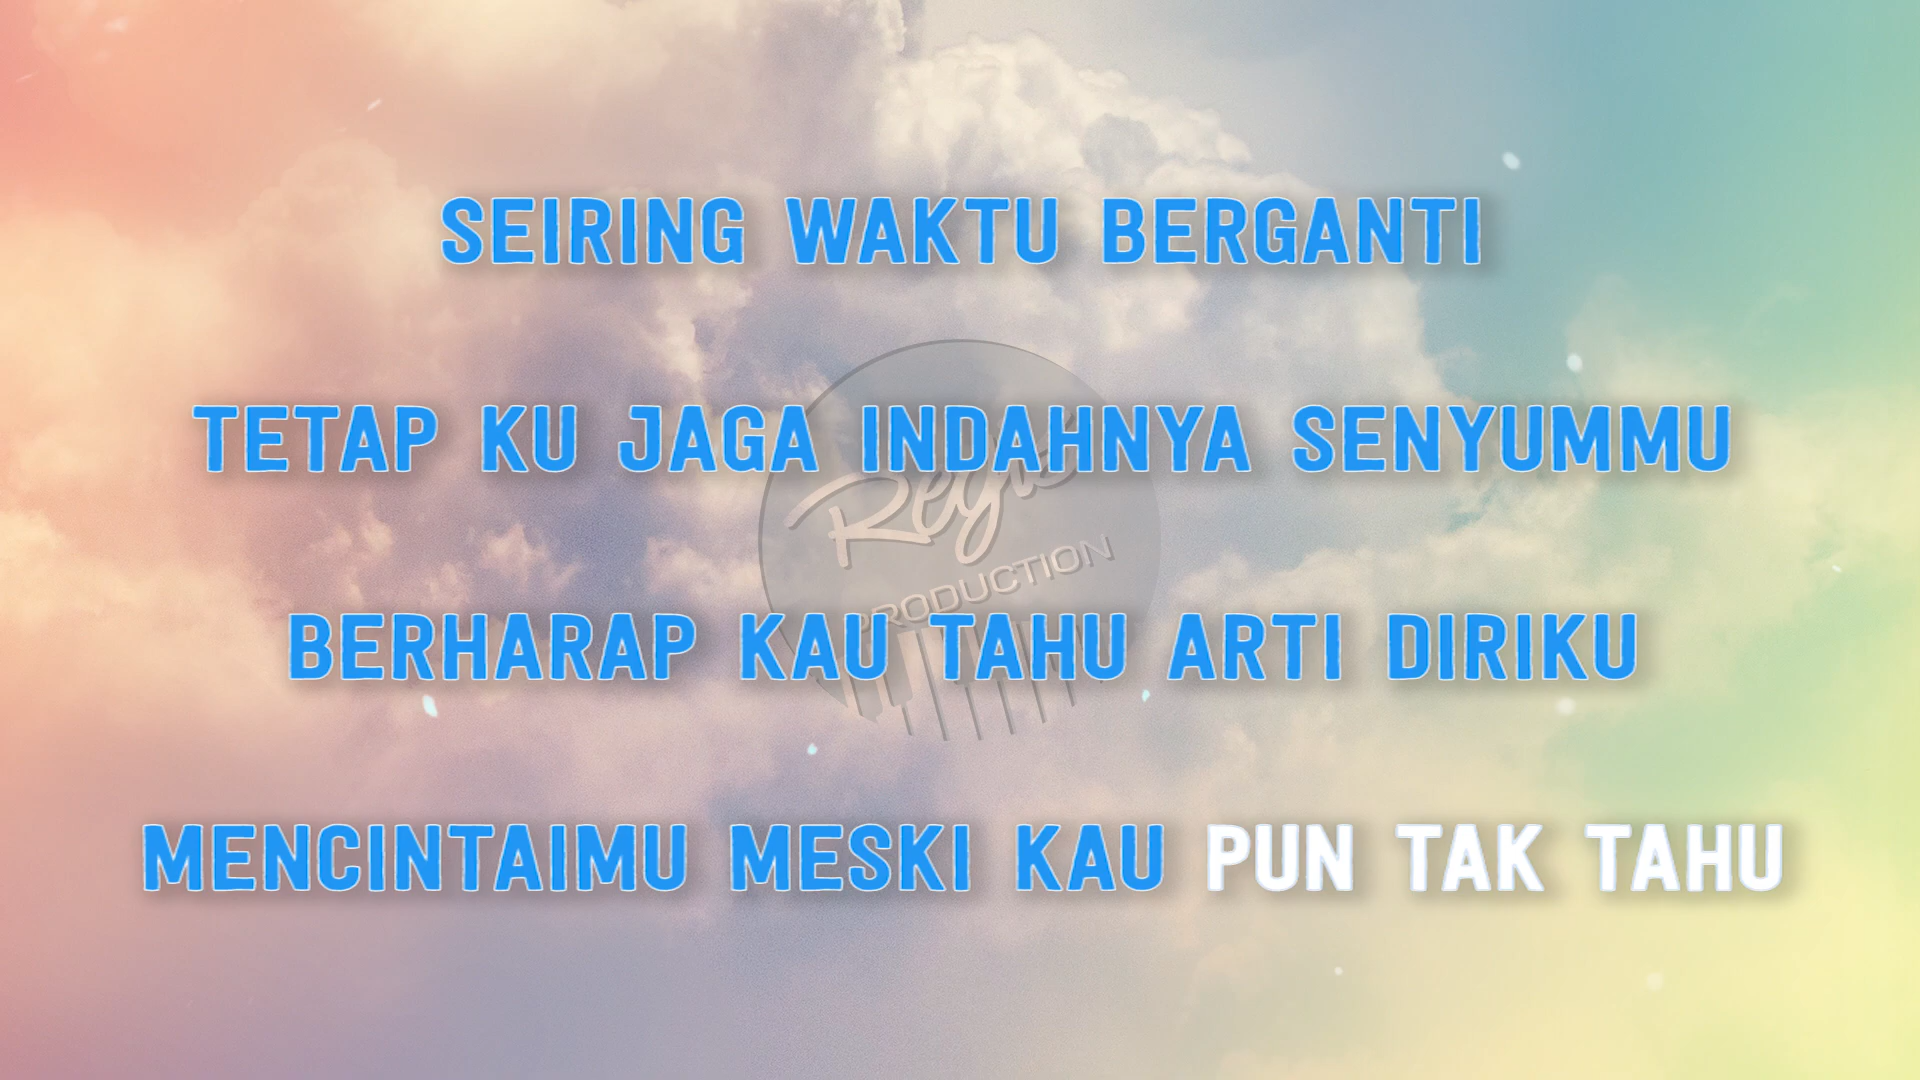 SEIRING WAKTU BERGANTI
TETAP KU JAGA INDAHNYA SENYUMMU
BERHARAP KAU TAHU ARTI DIRIKU
MENCINTAIMU MESKI KAU PUN TAK TAHU
PRODUCTION